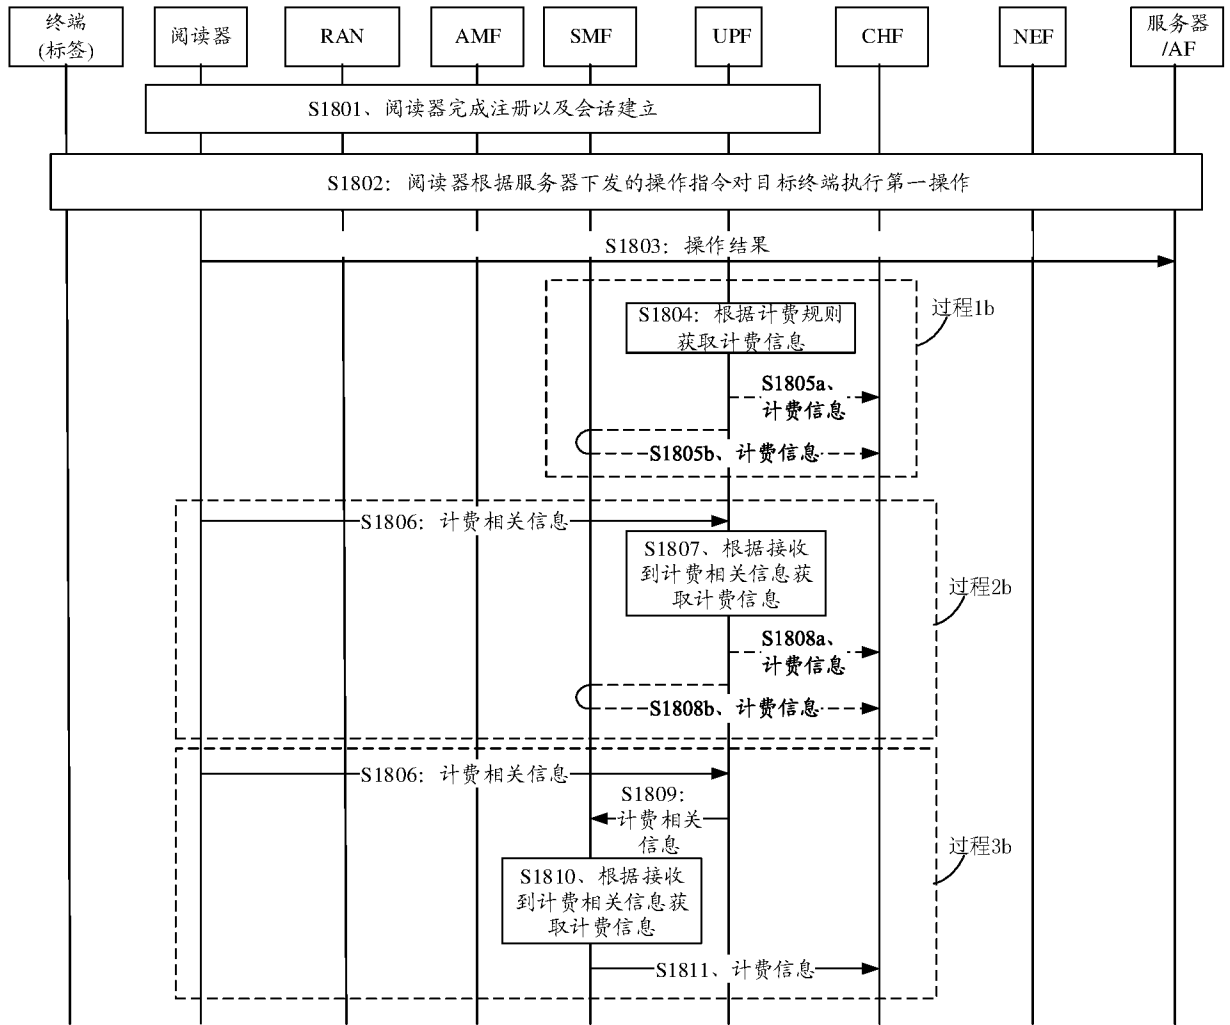 终端
(标签)
阅读器
RAN
AMF
SMF
UPF
CHF
NEF
服务器
/AF
S1801、阅读器完成注册以及会话建立
S1802：阅读器根据服务器下发的操作指令对目标终端执行第一操作
S1803：操作结果
过程1b
S1804：根据计费规则
获取计费信息
S1805a、
计费信息
S1805b、计费信息
S1806：计费相关信息
S1807、根据接收
到计费相关信息获
取计费信息
过程2b
S1808a、
计费信息
S1808b、计费信息
S1806：计费相关信息
S1809：
计费相关
信息
过程3b
S1810、根据接收
到计费相关信息获
取计费信息
S1811、计费信息